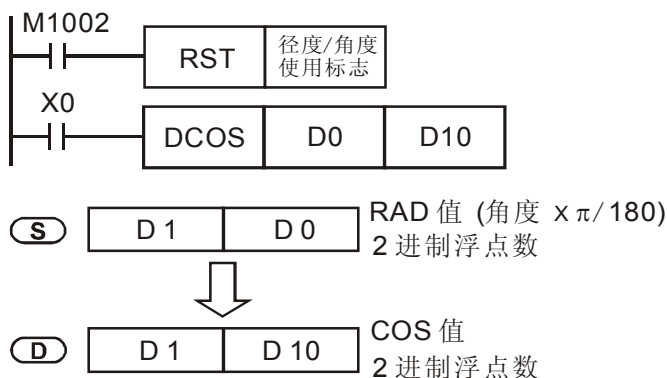 M1002
RST 径度/角度
使用标志
X0
DCOS D0 D10
S D 1 D 0 RAD 值 (角度 x π/180)
2 进制浮点数
D D 1 D 10 COS 值
2 进制浮点数